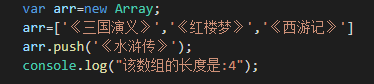 var arr=new Array;
arr=['《三国演义》','《红楼梦》','《西游记》']
arr.push('《水浒传》');
console.log("该数组的长度是:4");